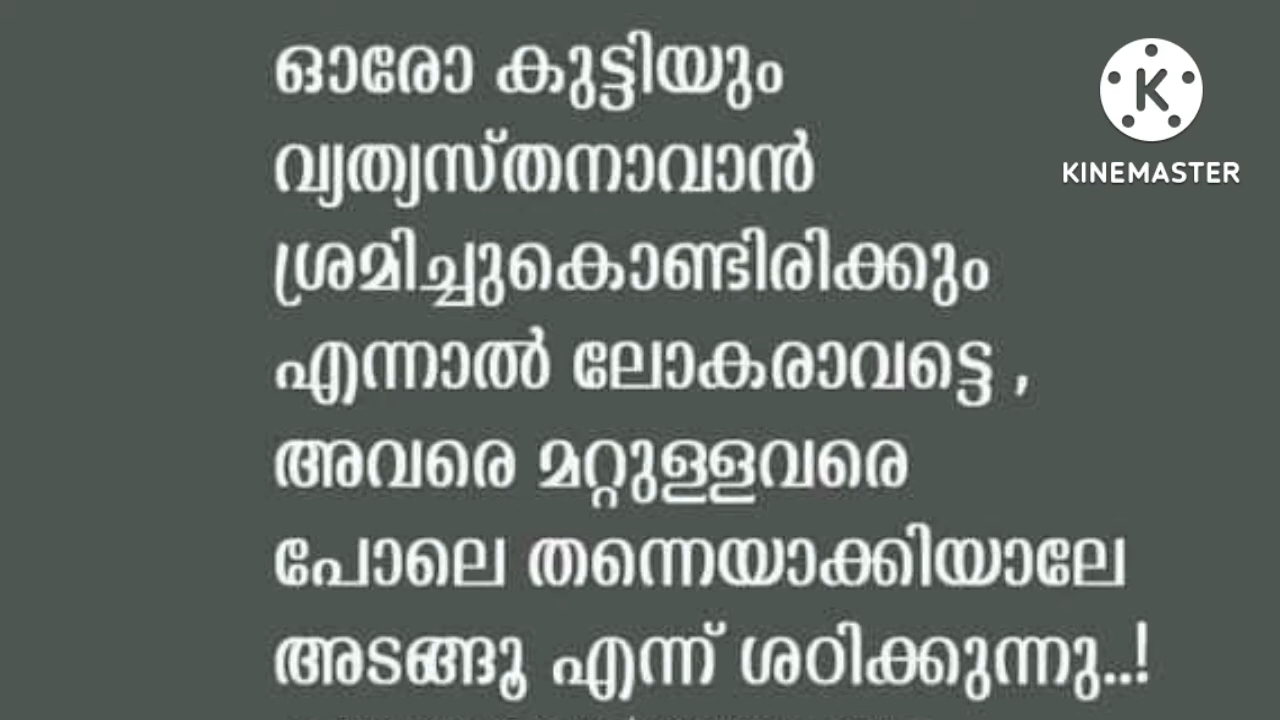 ഓരോ കുട്ടിയും
വ്യത്യസ്തനാവാൻ
ശ്രമിച്ചുകൊണ്ടിരിക്കും
എന്നാൽ ലോകരാവട്ടെ ,
അവരെ മറ്റുള്ളവരെ
പോലെ തന്നെയാക്കിയാലേ
അടങ്ങൂ എന്ന് ശഠിക്കുന്നു..!
K
KINEMASTER